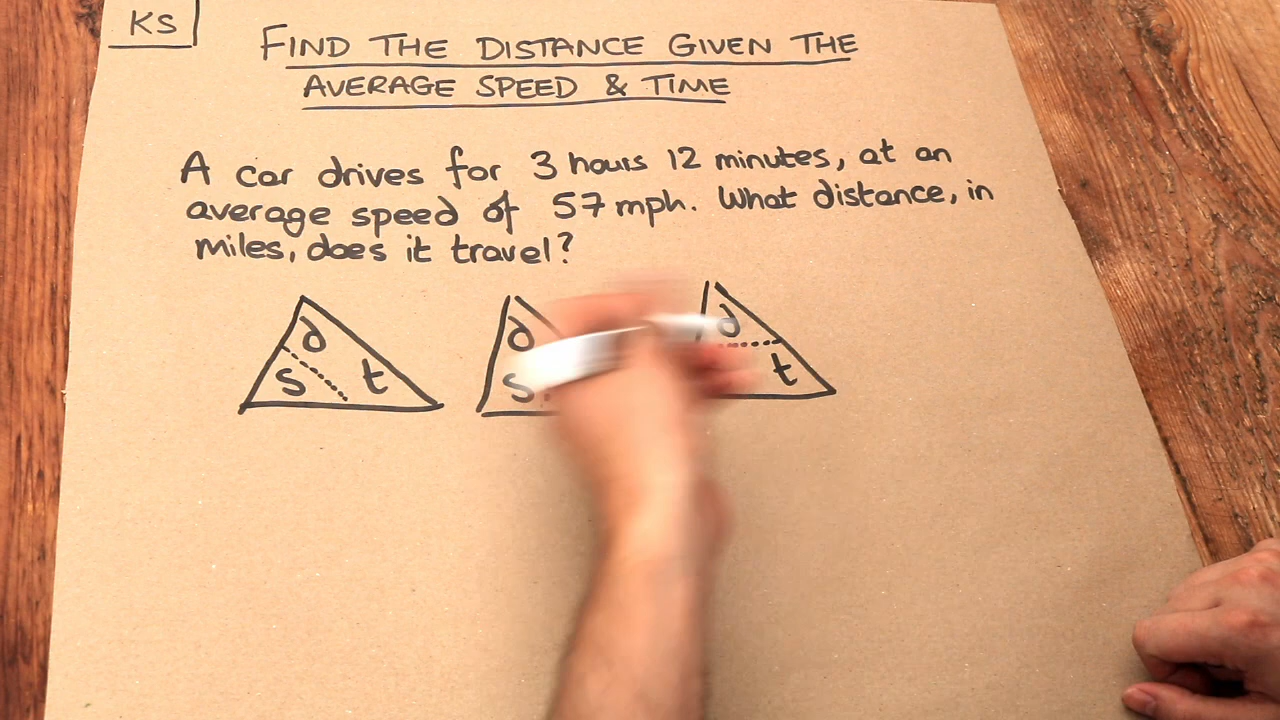 KS
FIND THE DISTANCE GIVEN THE
AVERAGE SPEED & TIME
A car drives for 3 hours 12 minutes, at an
average speed of 57 mph. What distance, in
miles, does it travel?
d d d
s t s t